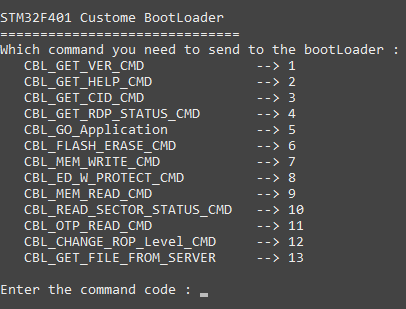 STM32F401 Custome BootLoader
==============================
Which command you need to send to the bootLoader :
CBL_GET_VER_CMD --> 1
CBL_GET_HELP_CMD --> 2
CBL_GET_CID_CMD --> 3
CBL_GET_RDP_STATUS_CMD --> 4
CBL_GO_Application --> 5
CBL_FLASH_ERASE_CMD --> 6
CBL_MEM_WRITE_CMD --> 7
CBL_ED_W_PROTECT_CMD --> 8
CBL_MEM_READ_CMD --> 9
CBL_READ_SECTOR_STATUS_CMD --> 10
CBL_OTP_READ_CMD --> 11
CBL_CHANGE_ROP_Level_CMD --> 12
CBL_GET_FILE_FROM_SERVER --> 13
Enter the command code : _